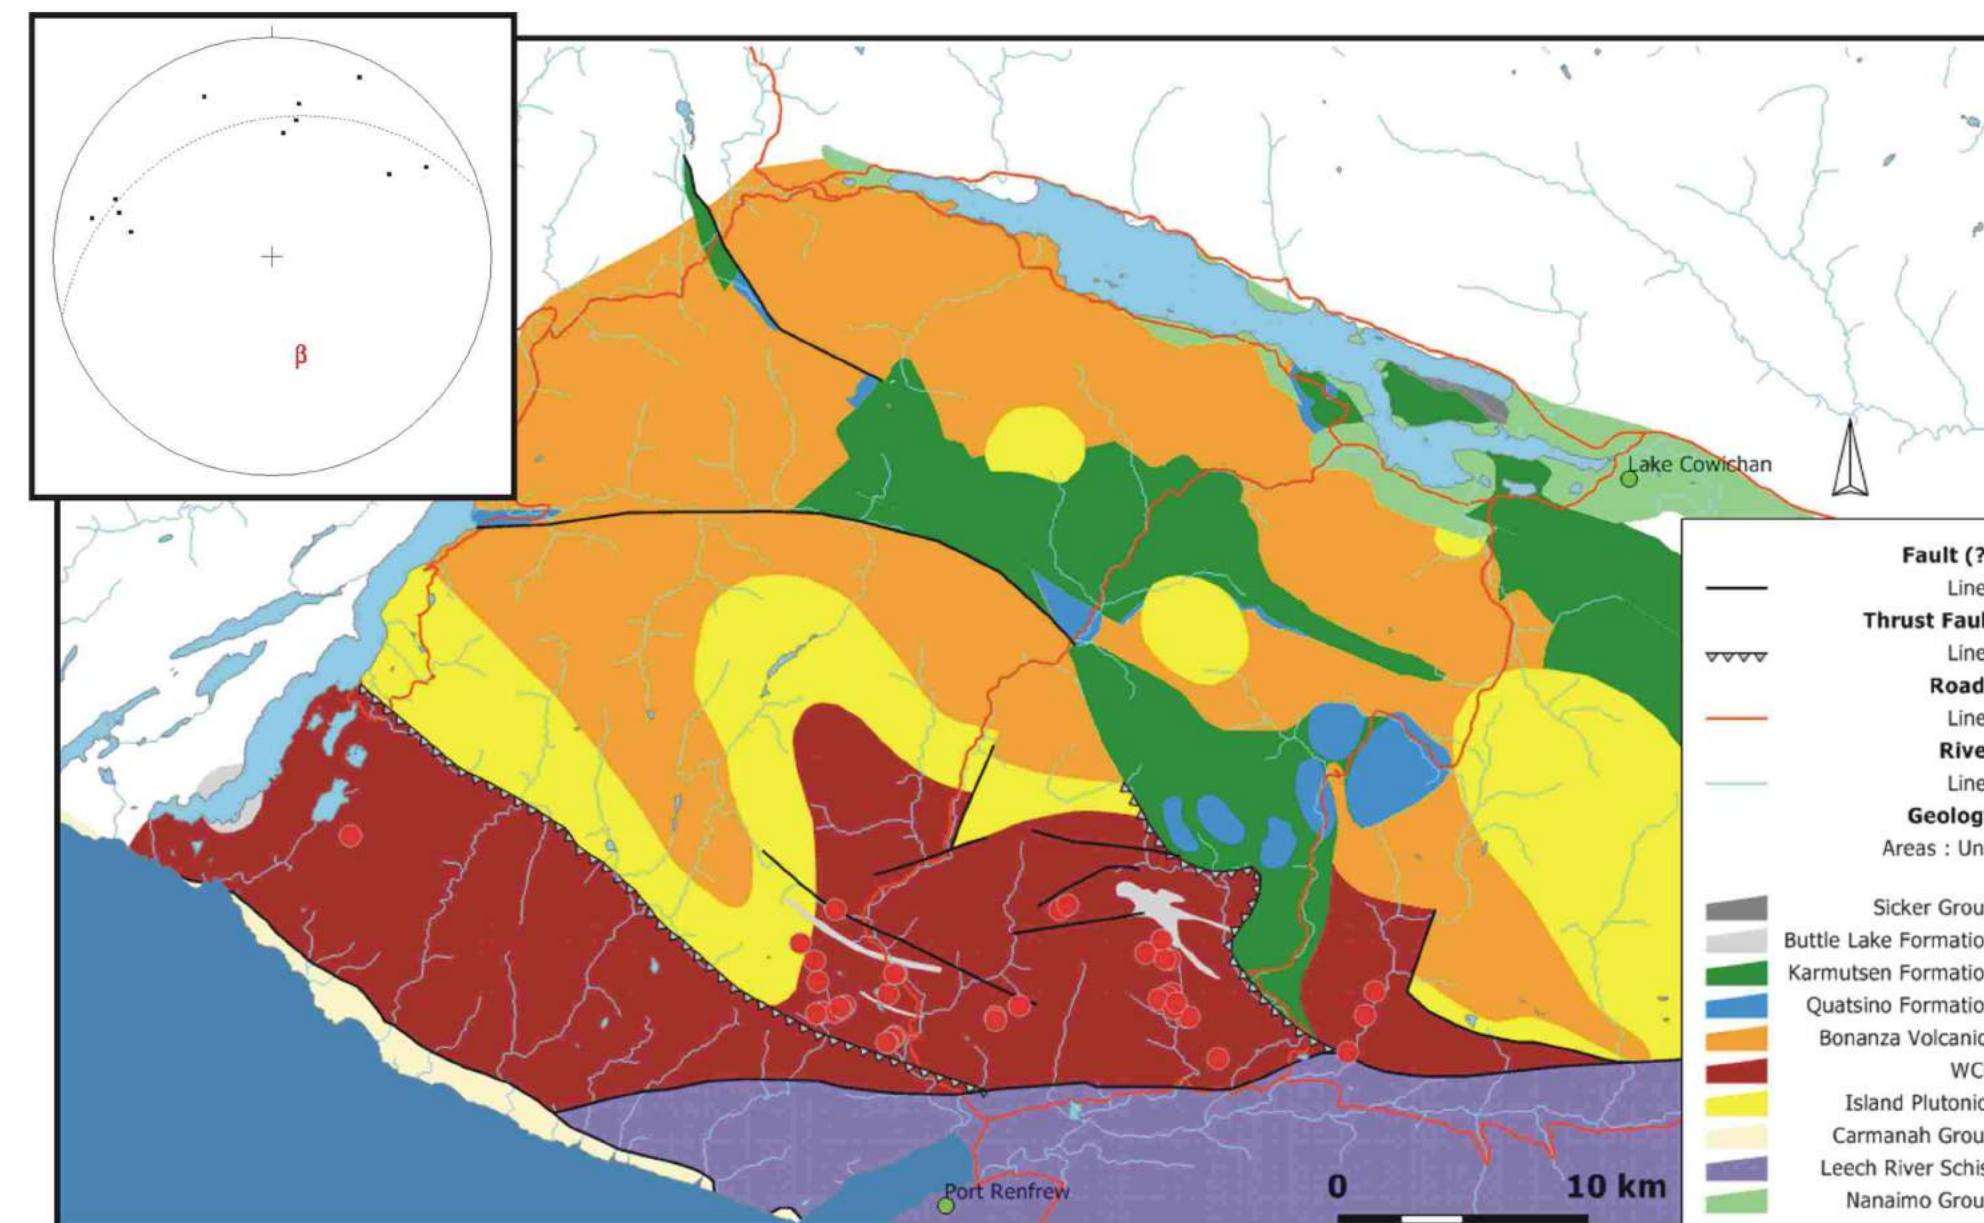 β
Lake Cowichan
Fault (?
Line
Thrust Faul
Line
Road
Line
Rive
Line
Geolog
Areas : Un
Sicker Grou
Buttle Lake Formatio
Karmutsen Formatio
Quatsino Formatio
Bonanza Volcanic
WC
Island Plutonic
Carmanah Grou
Leech River Schis
Nanaimo Grou
Port Renfrew
0 10 km